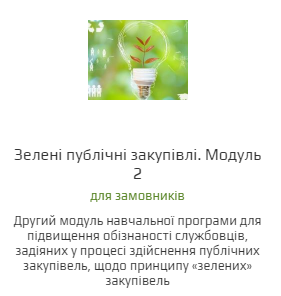 Зелені публічні закупівлі. Модуль
2
для замовників
Другий модуль навчальної програми для
підвищення обізнаності службовців,
задіяних у процесі здійснення публічних
закупівель, щодо принципу «зелених»
закупівель